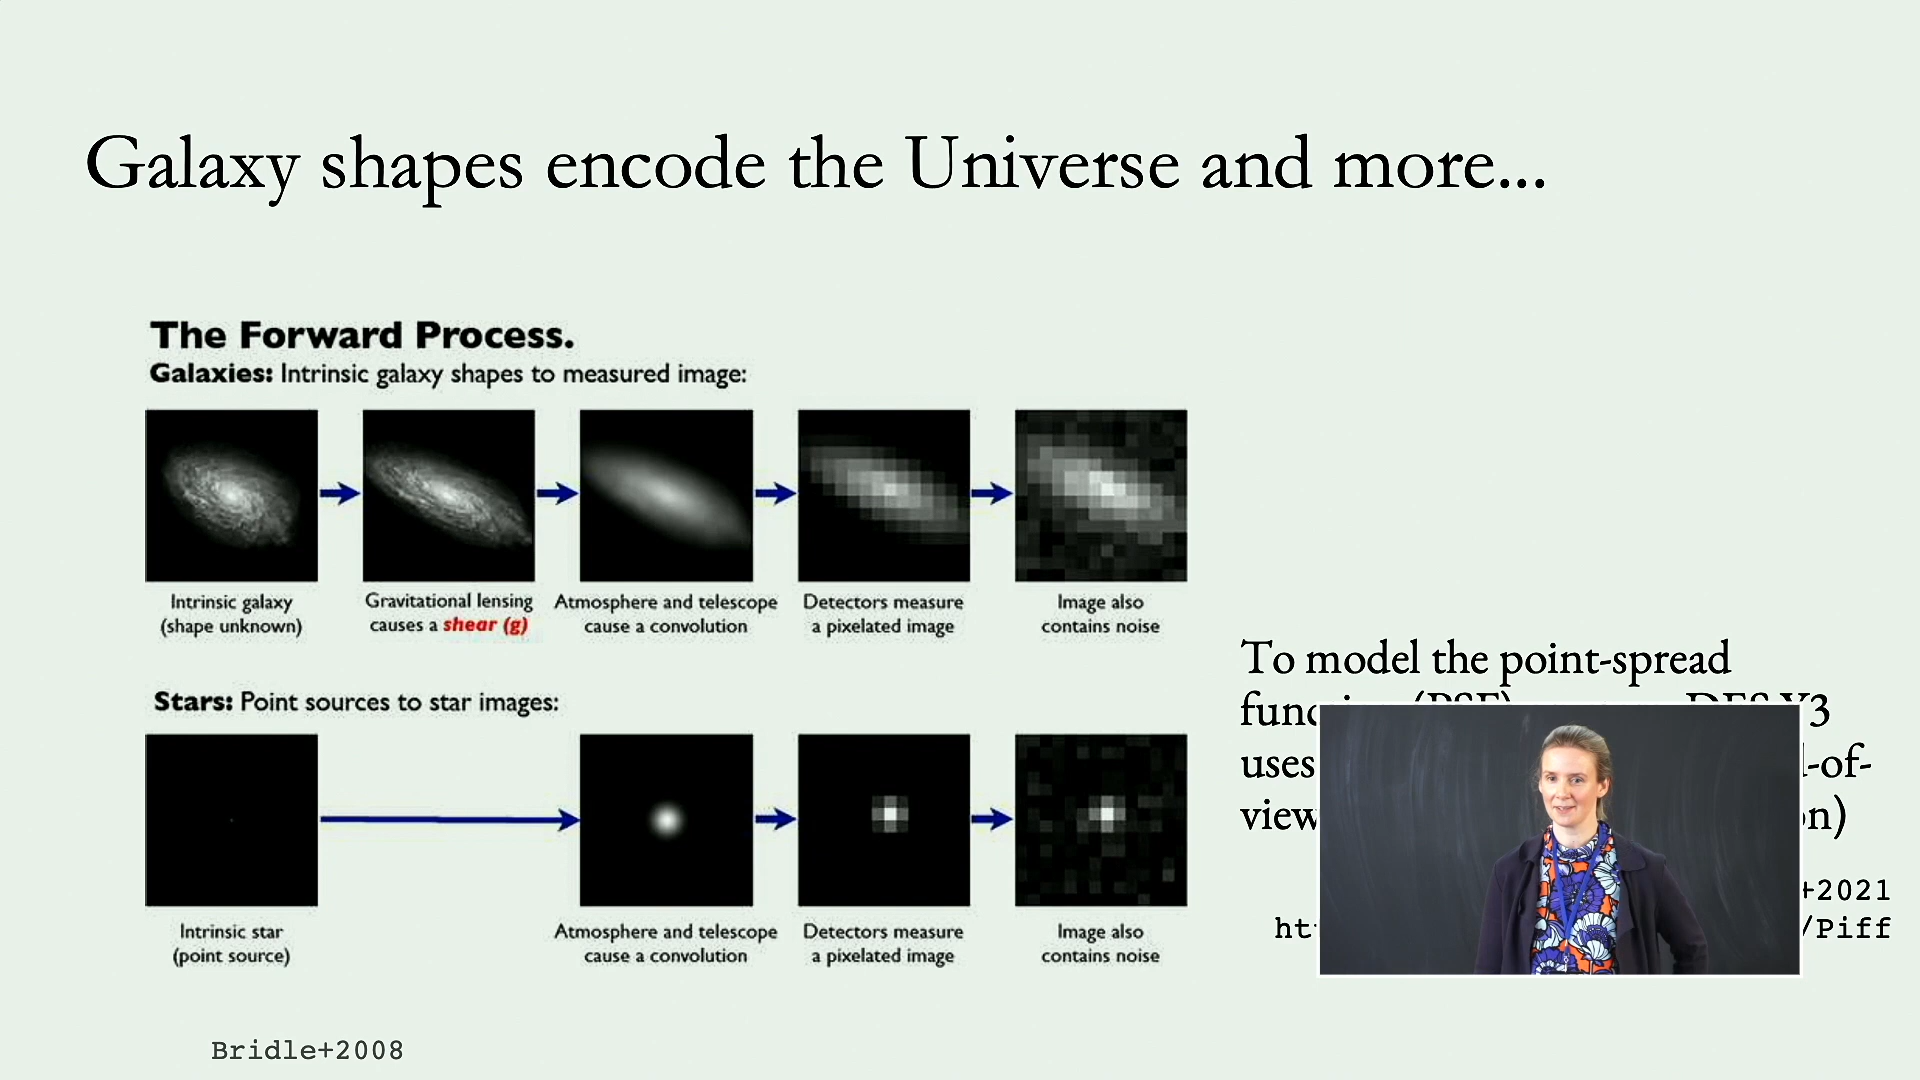 Galaxy shapes encode the Universe and more...
The Forward Process.
Galaxies: Intrinsic galaxy shapes to measured image:
Intrinsic galaxy
(shape unknown)
Gravitational lensing
causes a shear (g)
Atmosphere and telescope
cause a convolution
Detectors measure
a pixelated image
Image also
contains noise
Stars: Point sources to star images:
Intrinsic star
(point source)
Atmosphere and telescope
cause a convolution
Detectors measure
a pixelated image
Image also
contains noise
To model the point-spread
(PSF) DES Y3
uses -of-
view
+2021
/Piff
Bridle+2008